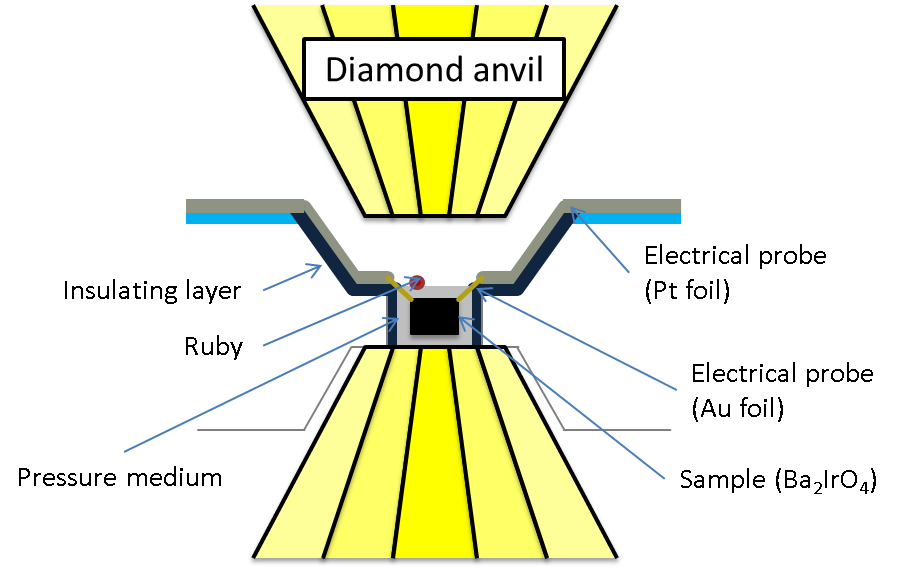 Diamond anvil
Electrical probe
(Pt foil)
Insulating layer
Ruby
Electrical probe
(Au foil)
Pressure medium
Sample (Ba₂IrO₄)